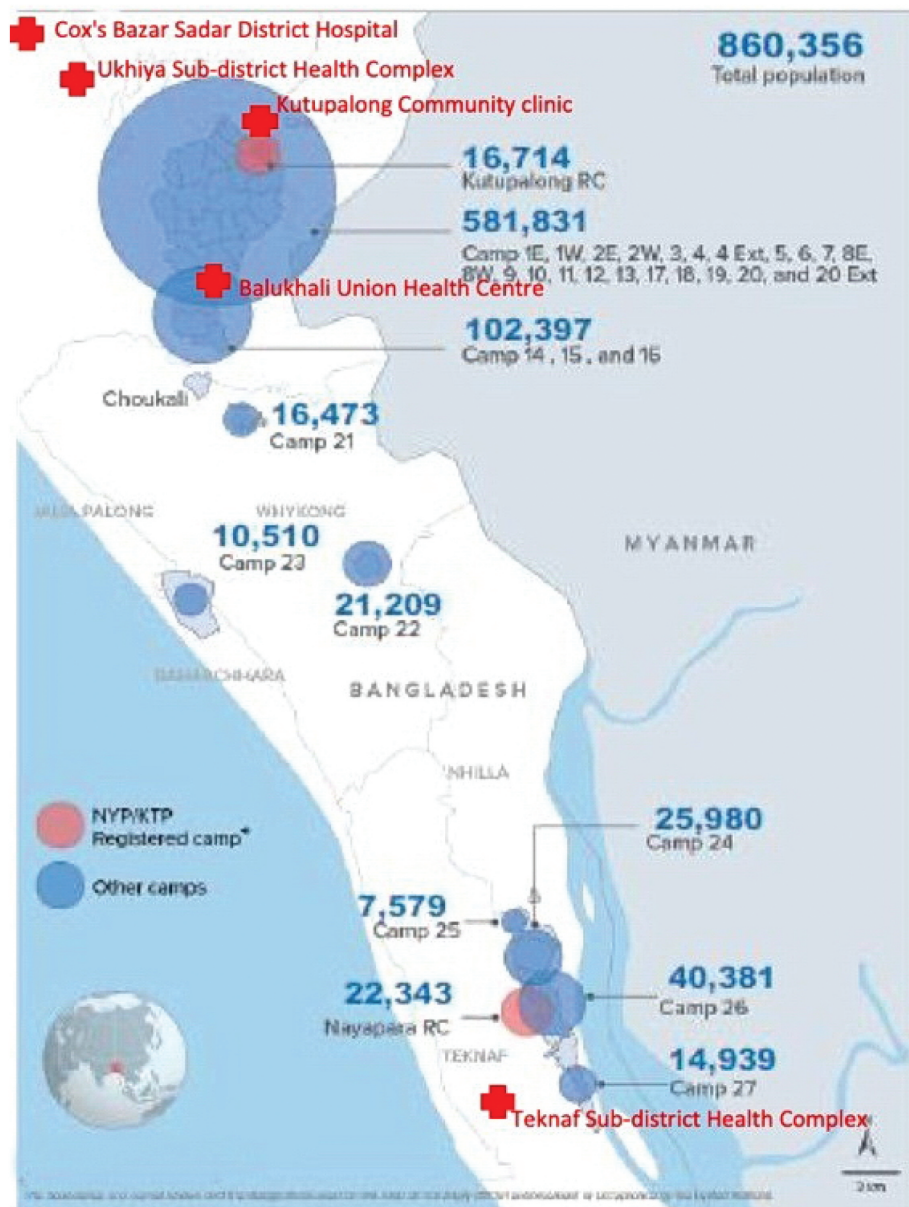 Cox's Bazar Sadar District Hospital
860,356
Total population
Ukhiya Sub-district Health Complex
Kutupalong Community clinic
16,714
Kutupalong RC
581,831
Camp 1E, 1W, 2E, 2W, 3, 4, 4 Ext, 5, 6, 7, 8E,
8W, 9, 10, 11, 12, 13, 17, 18, 19, 20, and 20 Ext
Balukhali Union Health Centre
102,397
Camp 14, 15, and 16
Choukali
16,473
Camp 21
PALONG
WHYKONG
10,510
Camp 23
MYANMAR
21,209
Camp 22
BANGLADESH
NHILLA
NYP/KTP
Registered camp*
Other camps
25,980
Camp 24
7,579
Camp 25
40,381
Camp 26
22,343
Nayapara RC
TEKNAF
14,939
Camp 27
Teknaf Sub-district Health Complex
2 km